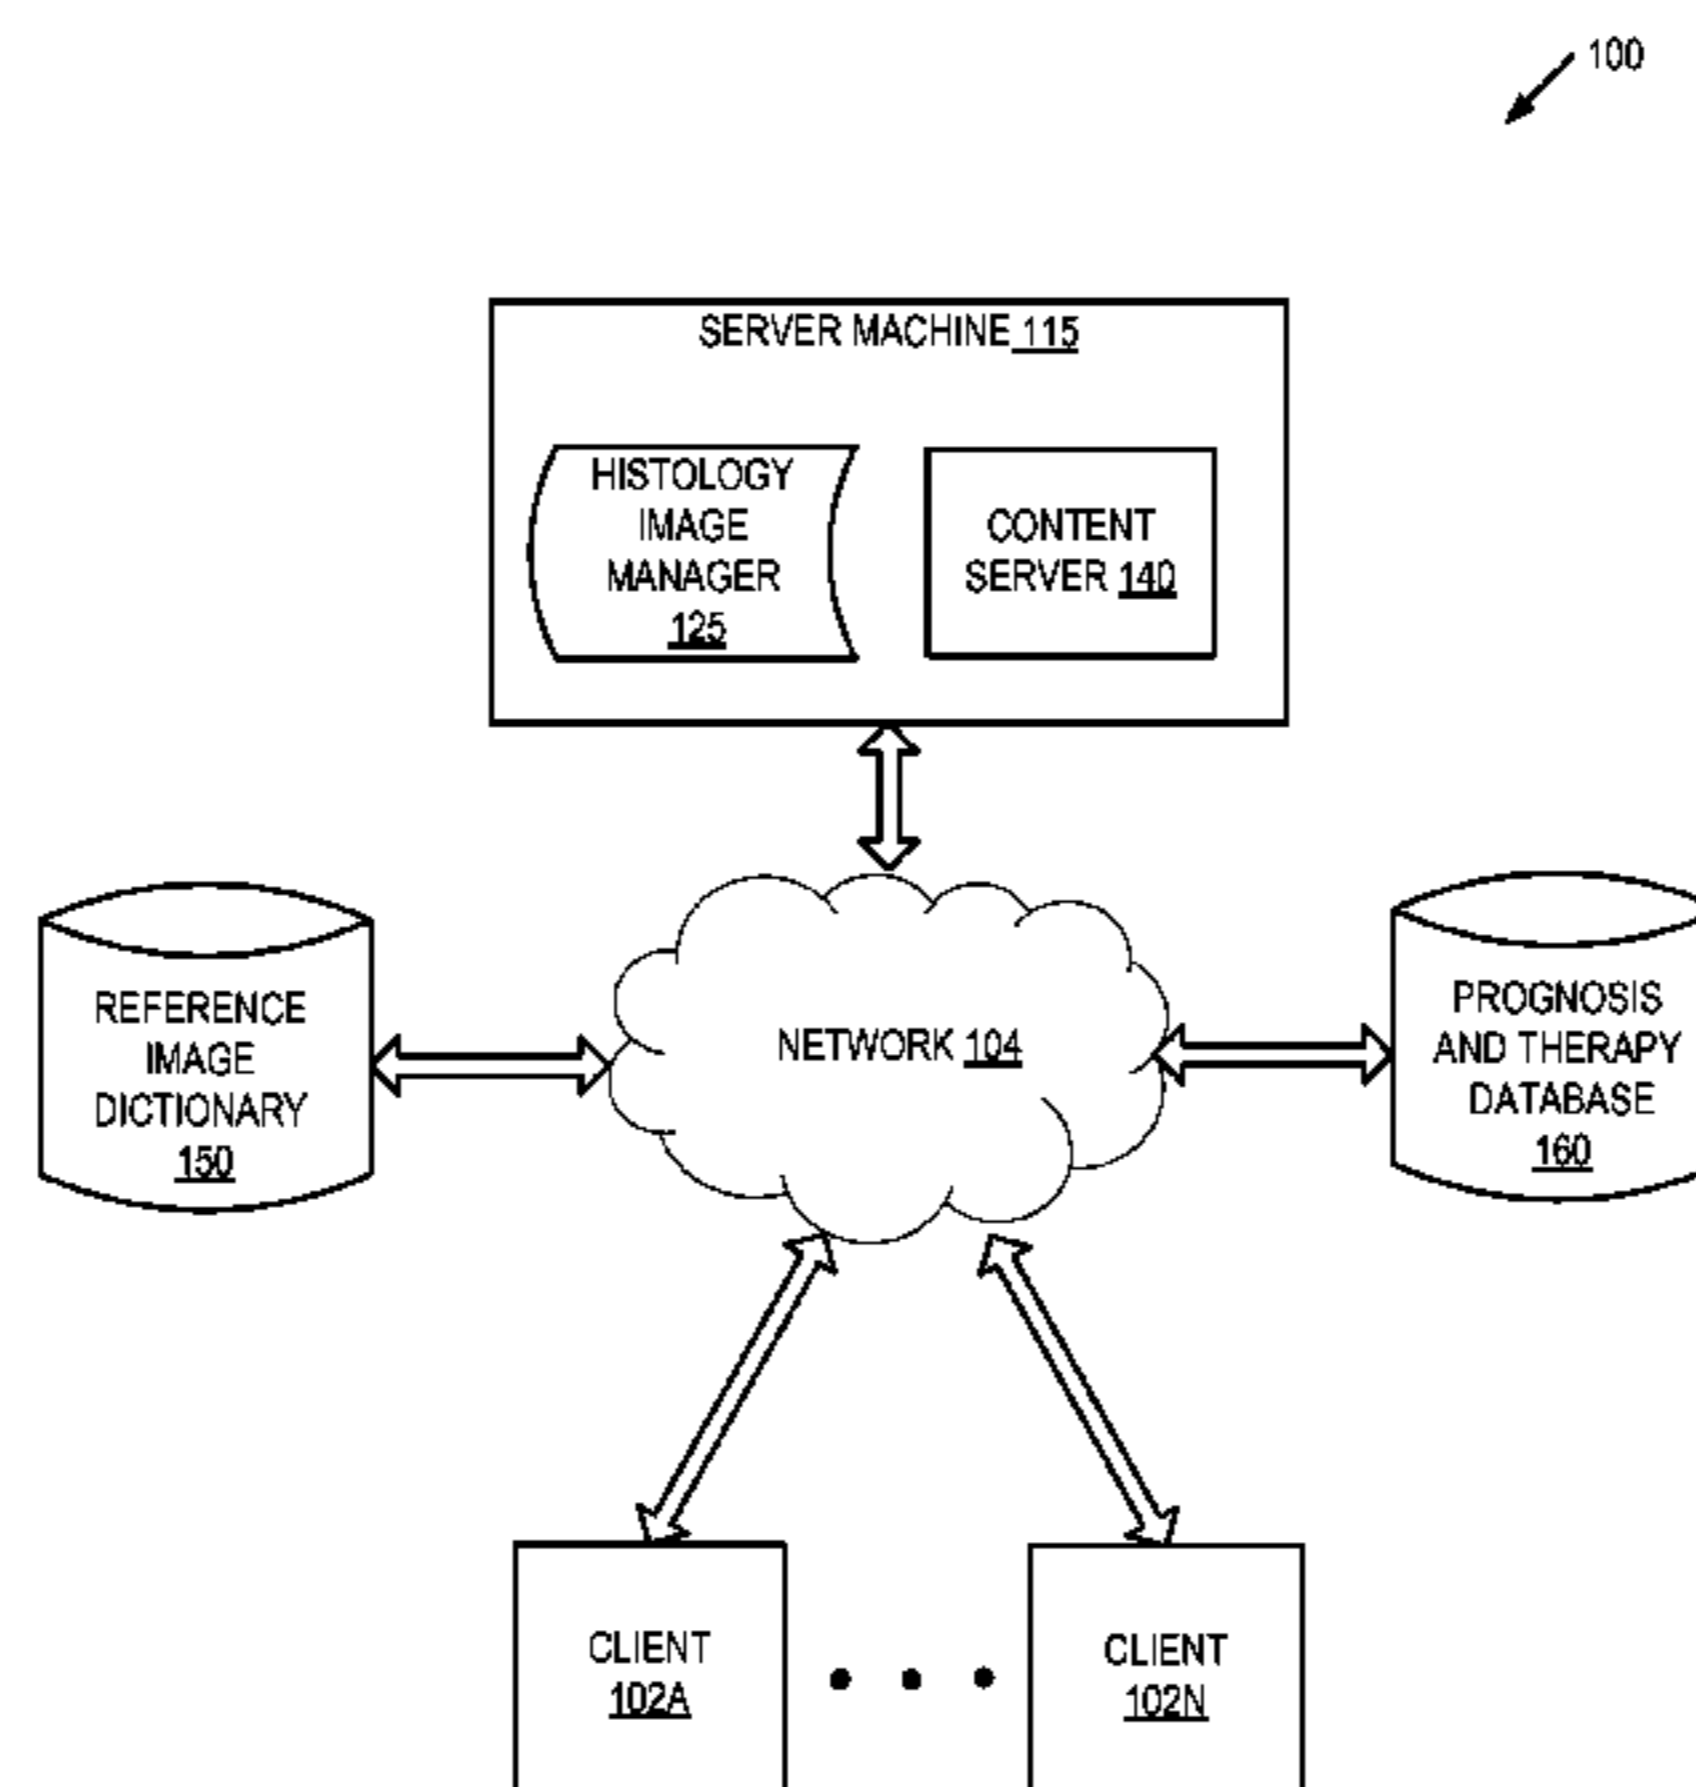 100
SERVER MACHINE 115
HISTOLOGY
IMAGE
MANAGER
125
CONTENT
SERVER 140
REFERENCE
IMAGE
DICTIONARY
150
NETWORK 104
PROGNOSIS
AND THERAPY
DATABASE
160
CLIENT
102A
CLIENT
102N